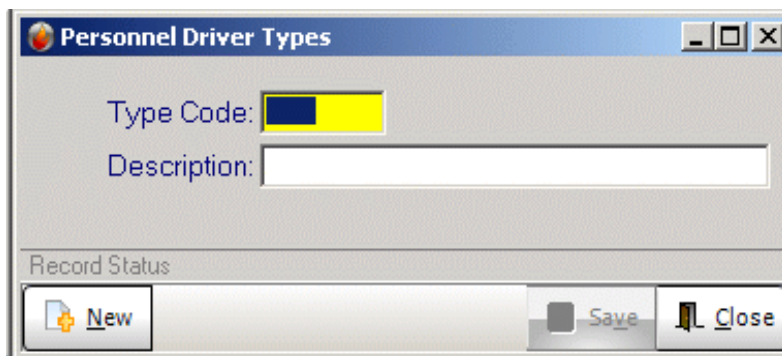 Personnel Driver Types
Type Code:
Description:
Record Status
New Save Close